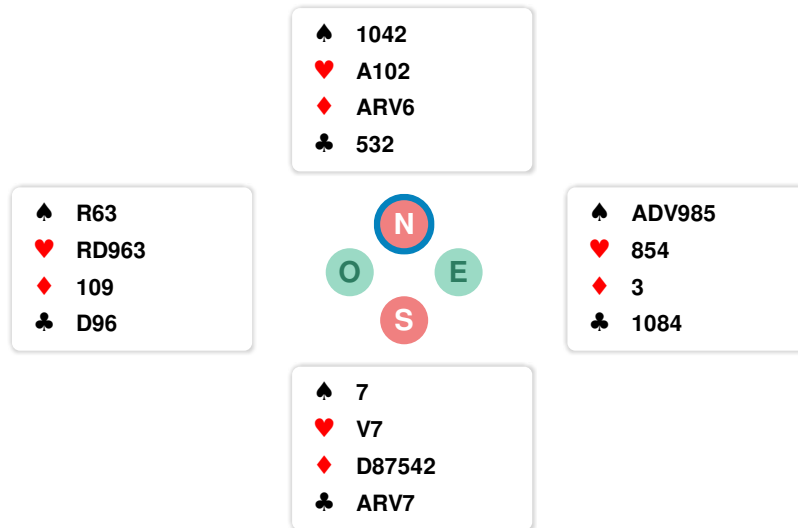 ♠ 1042
♥ A102
♦ ARV6
♣ 532
♠ R63
♥ RD963
♦ 109
♣ D96
N
O E
S
♠ ADV985
♥ 854
♦ 3
♣ 1084
♠ 7
♥ V7
♦ D87542
♣ ARV7